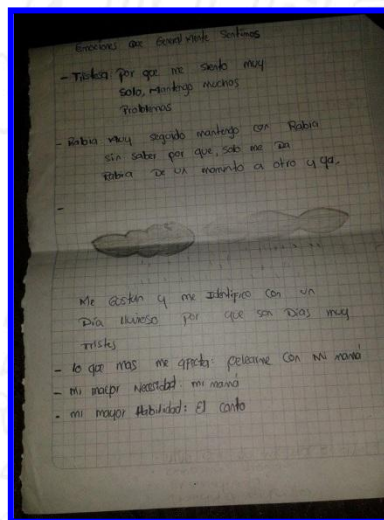 Emociones que Generalmente Sentimos
- Tristeza: Por que me siento muy
Solo, Mantengo muchos
Problemas
- Rabia Muy seguido mantengo con Rabia
sin saber por que, solo me Da
Rabia De un momento a otro y ya.
-
Me Gustan y me Identifico con un
Día lluvioso por que son Días muy
tristes
- lo que mas me afecta: pelearme con mi mamá
- mi mayor Necesidad: mi mamá
- mi mayor Habilidad: El canto